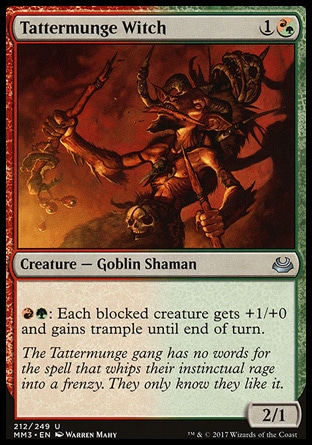 Tattermunge Witch 1
Creature — Goblin Shaman
: Each blocked creature gets +1/+0
and gains trample until end of turn.
The Tattermunge gang has no words for
the spell that whips their instinctual rage
into a frenzy. They only know they like it.
2/1
212/249 U
MM3 • EN Warren Mahy
™ & © 2017 Wizards of the Coast